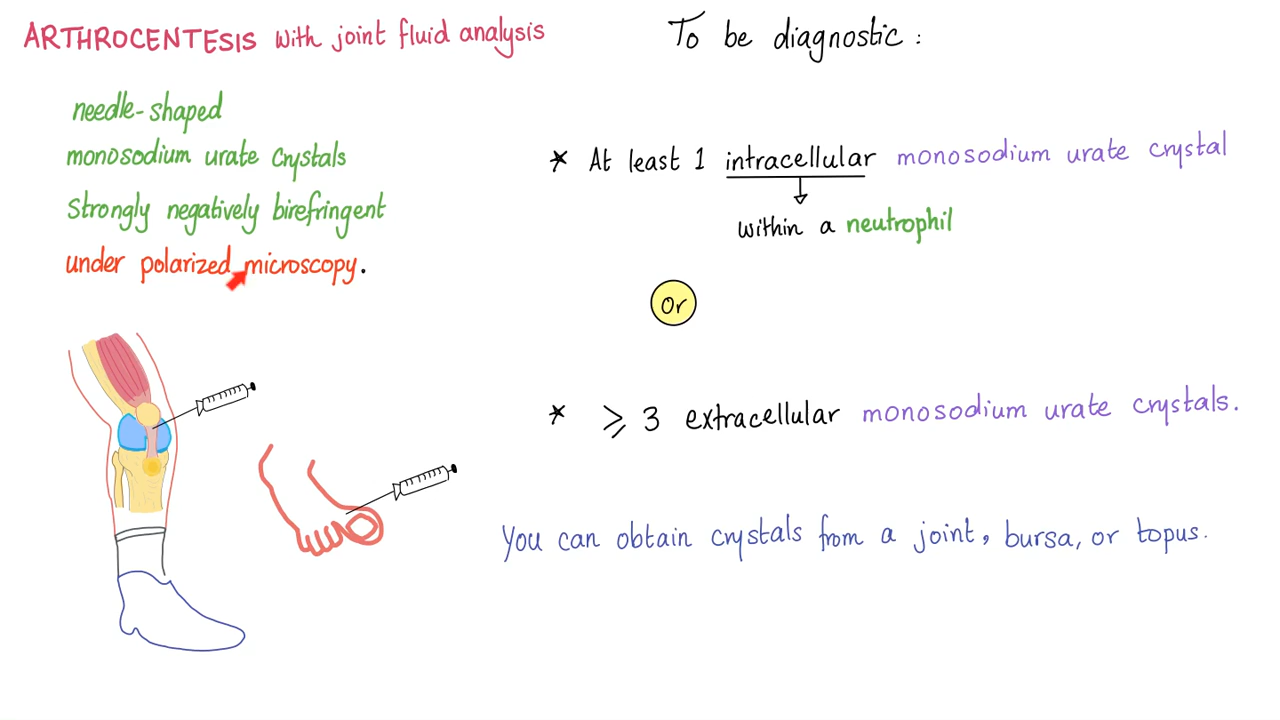 ARTHROCENTESIS with joint fluid analysis
needle-shaped
monosodium urate crystals
Strongly negatively birefringent
under polarized microscopy.
To be diagnostic :
* At least 1 intracellular monosodium urate crystal
within a neutrophil
or
* ⩾ 3 extracellular monosodium urate crystals.
You can obtain crystals from a joint, bursa, or topus.